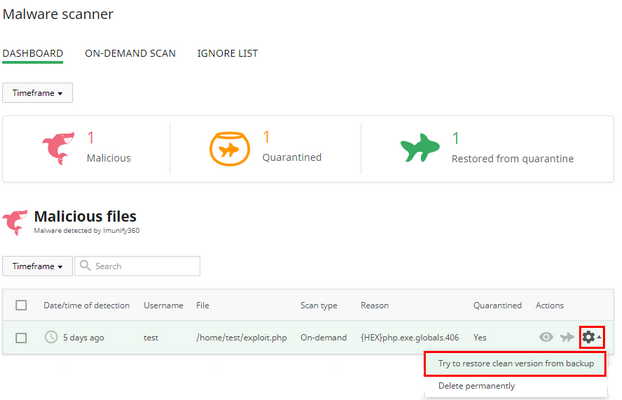 Malware scanner
DASHBOARD ON-DEMAND SCAN IGNORE LIST
Timeframe
1 1 1
Malicious Quarantined Restored from quarantine
Malicious files
Malware detected by Imunify360
Timeframe Search
Date/time of detection Username File Scan type Reason Quarantined Actions
5 days ago test /home/test/exploit.php On-demand {HEX}php.exe.globals.406 Yes
Try to restore clean version from backup
Delete permanently